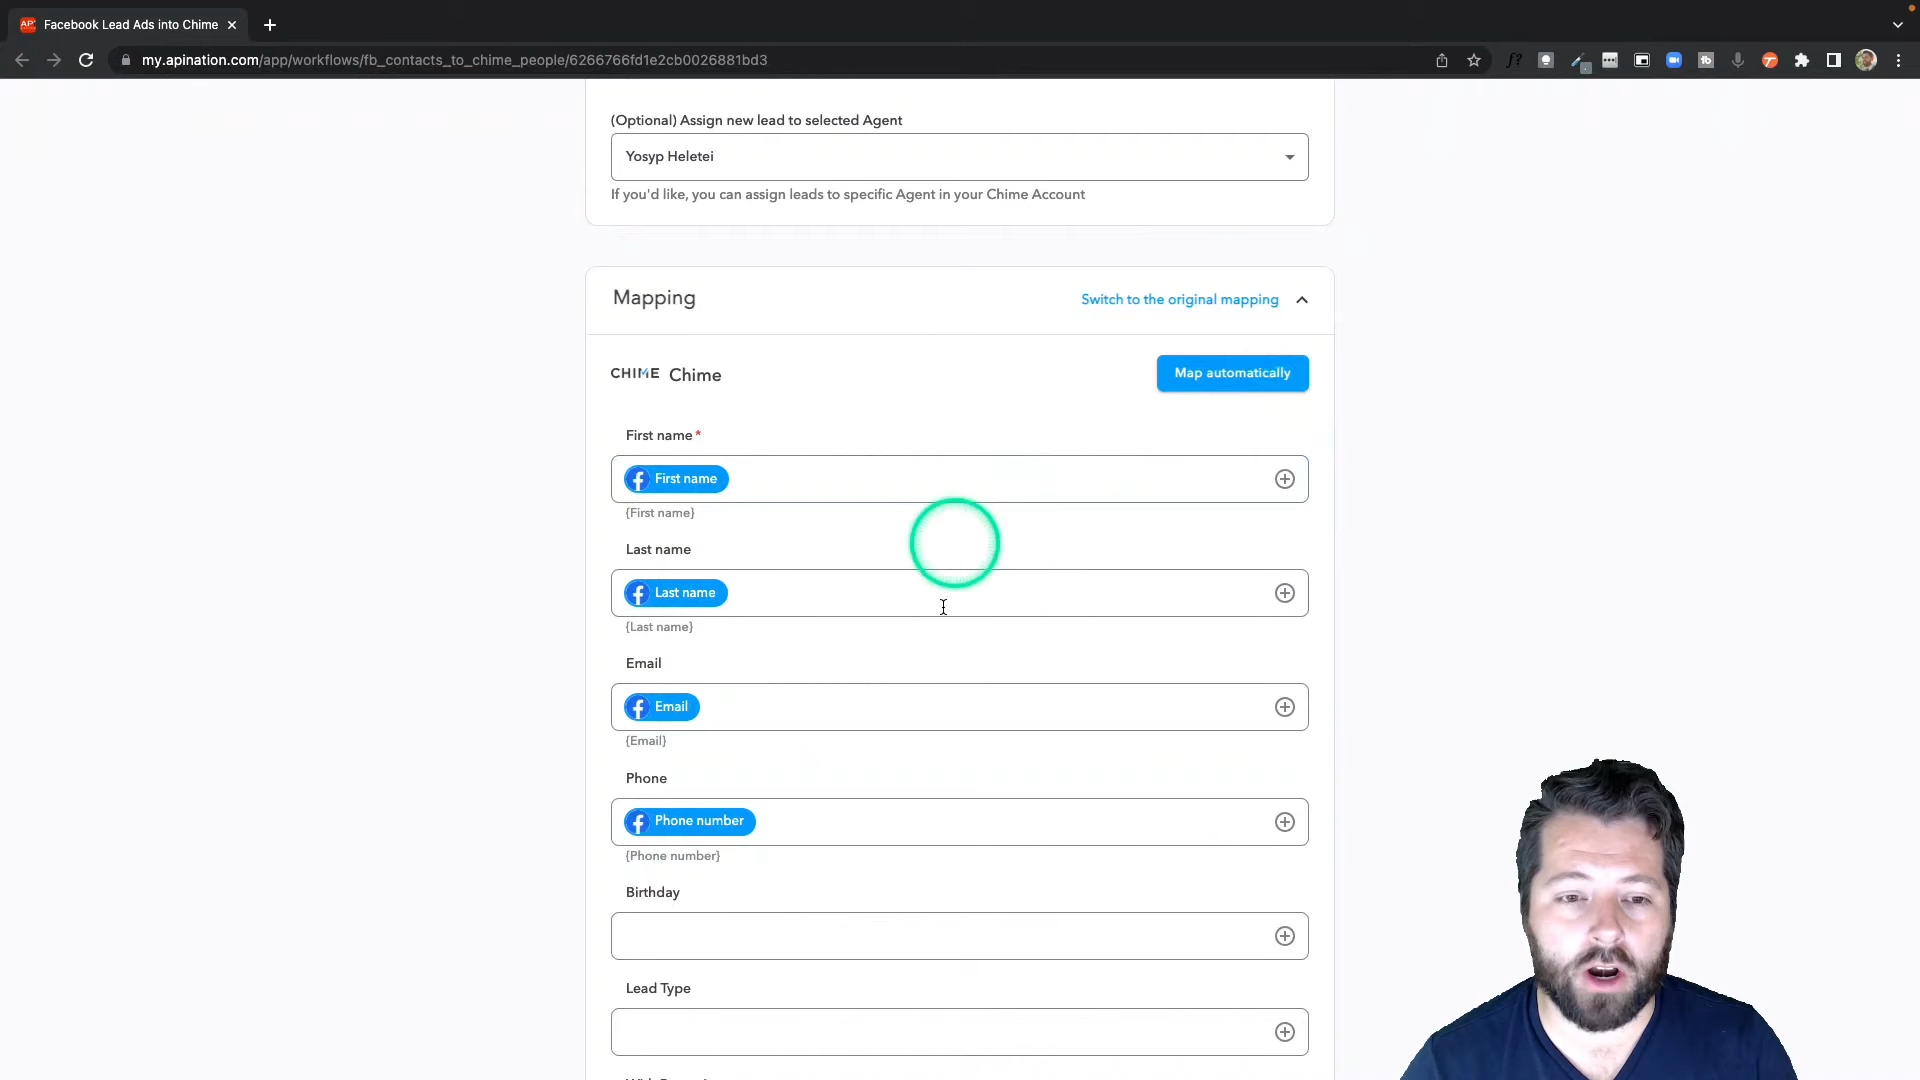 Facebook Lead Ads into Chime
my.apination.com/app/workflows/fb_contacts_to_chime_people/6266766fd1e2cb0026881bd3
(Optional) Assign new lead to selected Agent
Yosyp Heletei
If you'd like, you can assign leads to specific Agent in your Chime Account
Mapping
Switch to the original mapping
CHIME Chime
Map automatically
First name *
First name
{First name}
Last name
Last name
{Last name}
Email
Email
{Email}
Phone
Phone number
{Phone number}
Birthday
Lead Type